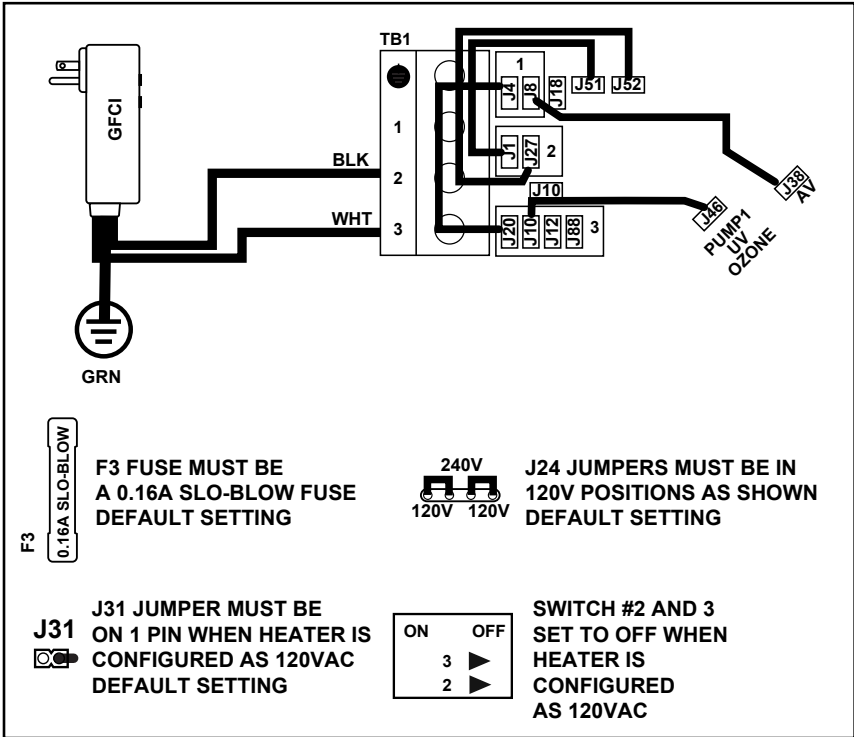 TB1
GFCI
1
2
3
BLK
WHT
GRN
1
J4
J8
J18
J51
J52
J1
J27
2
J10
J20
J10
J12
J88
3
J38
AV
J46
PUMP1
UV
OZONE
F3
0.16A SLO-BLOW
F3 FUSE MUST BE
A 0.16A SLO-BLOW FUSE
DEFAULT SETTING
240V
120V 120V
J24 JUMPERS MUST BE IN
120V POSITIONS AS SHOWN
DEFAULT SETTING
J31
J31 JUMPER MUST BE
ON 1 PIN WHEN HEATER IS
CONFIGURED AS 120VAC
DEFAULT SETTING
ON OFF
3
2
SWITCH #2 AND 3
SET TO OFF WHEN
HEATER IS
CONFIGURED
AS 120VAC